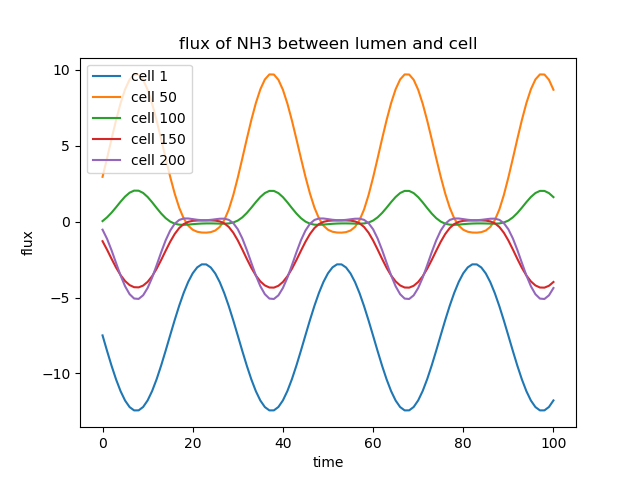 flux of NH3 between lumen and cell
cell 1
cell 50
cell 100
cell 150
cell 200
10
5
0
−5
−10
flux
0
20
40
60
80
100
time